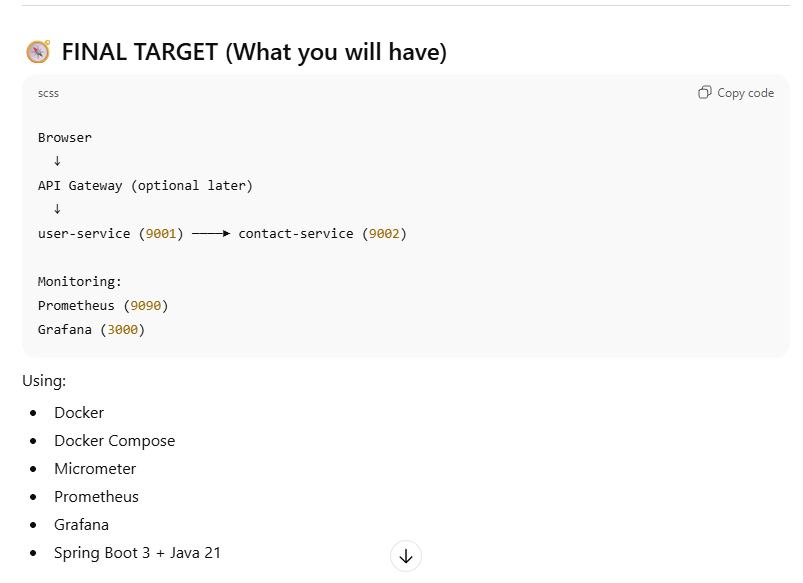 FINAL TARGET (What you will have)
scss
Copy code
Browser
↓
API Gateway (optional later)
↓
user-service (9001) ────► contact-service (9002)
Monitoring:
Prometheus (9090)
Grafana (3000)
Using:
• Docker
• Docker Compose
• Micrometer
• Prometheus
• Grafana
• Spring Boot 3 + Java 21